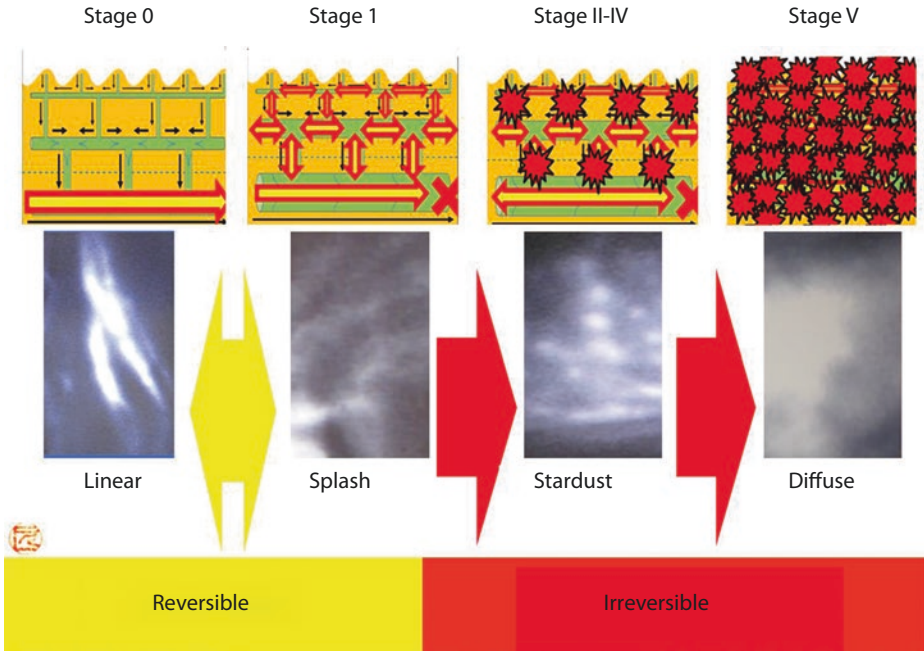 Stage 0
Stage 1
Stage II-IV
Stage V
Linear
Splash
Stardust
Diffuse
Reversible
Irreversible